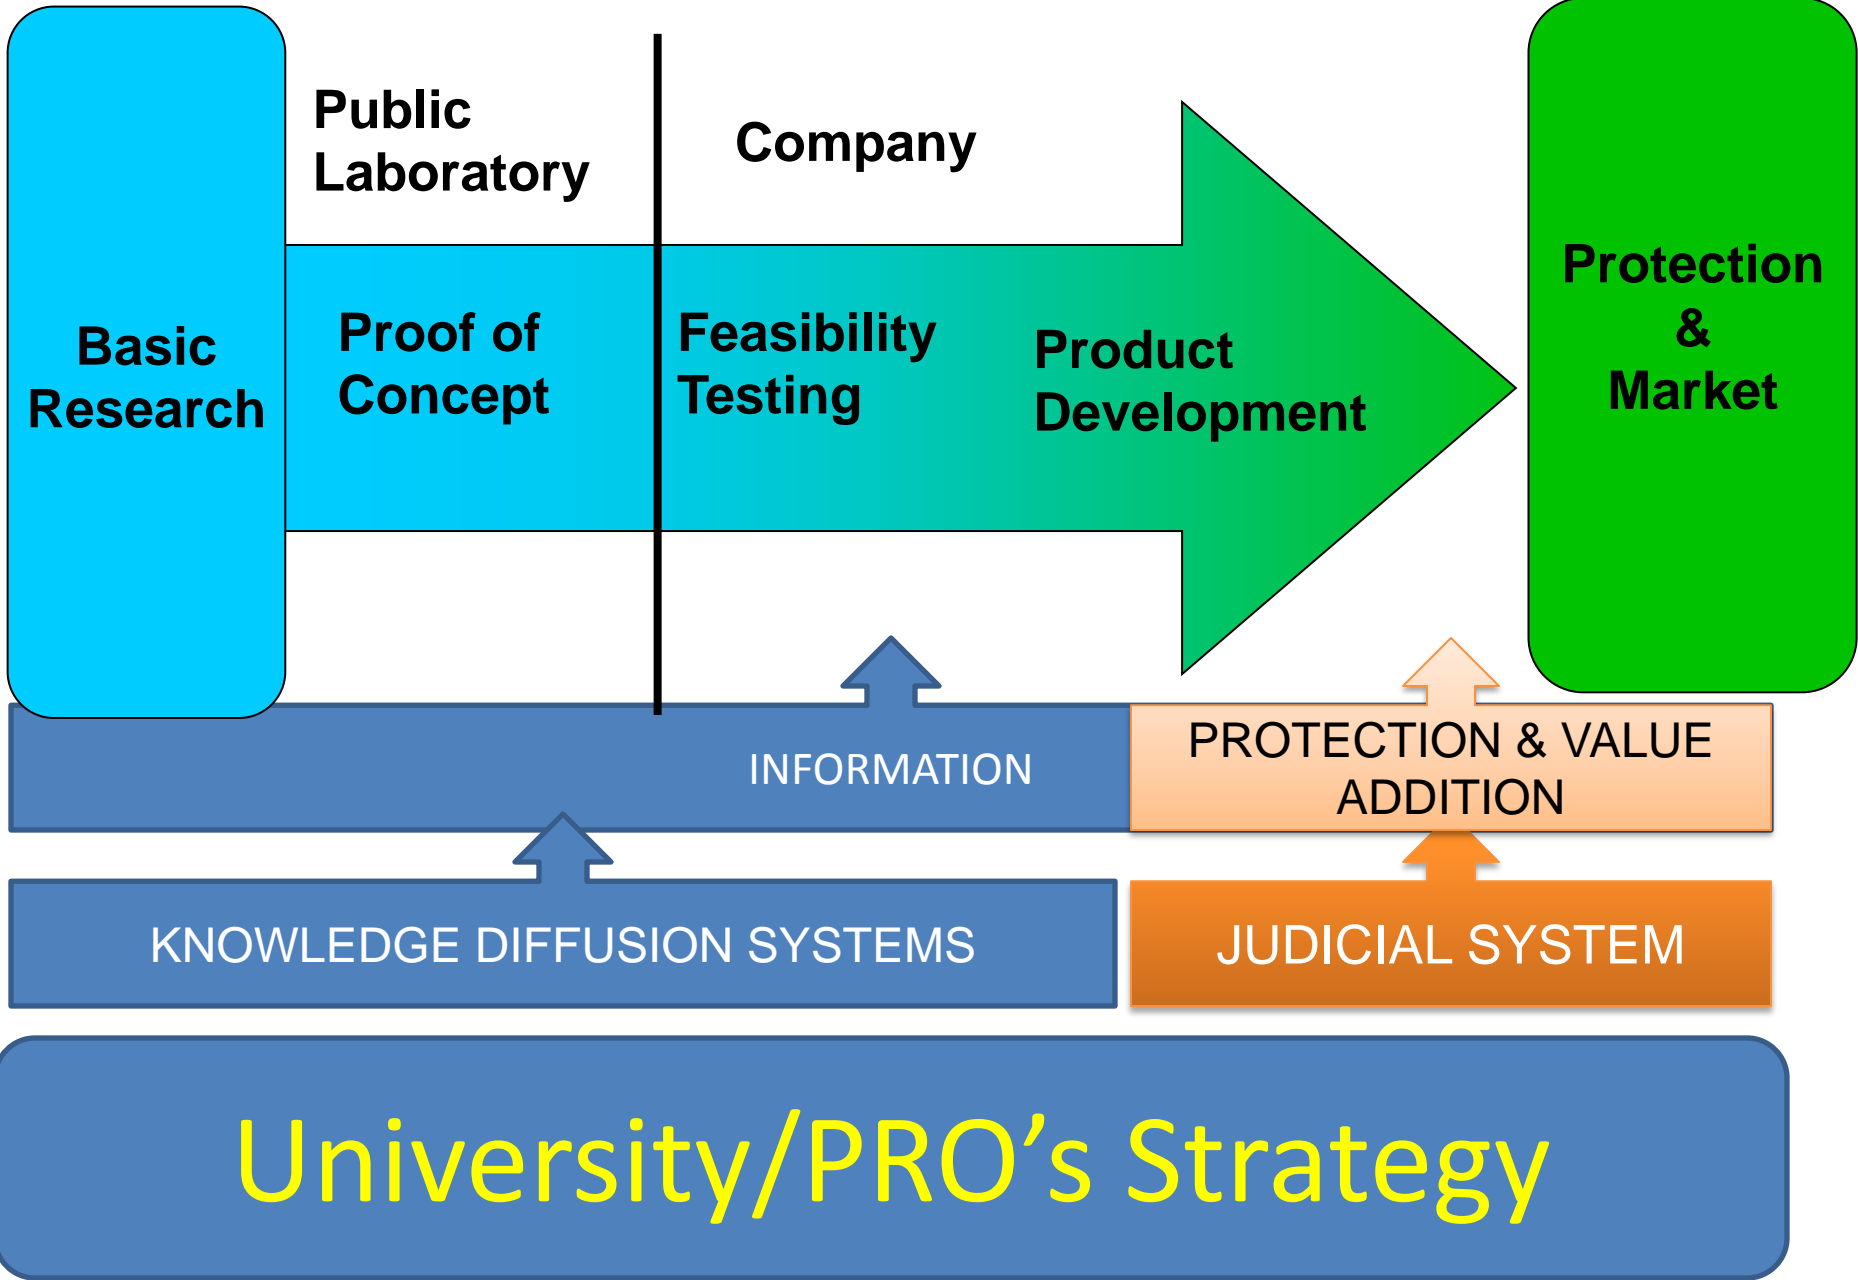 Public
Laboratory
Company
Basic
Research
Proof of
Concept
Feasibility
Testing
Product
Development
Protection
&
Market
INFORMATION
PROTECTION & VALUE
ADDITION
KNOWLEDGE DIFFUSION SYSTEMS
JUDICIAL SYSTEM
University/PRO’s Strategy